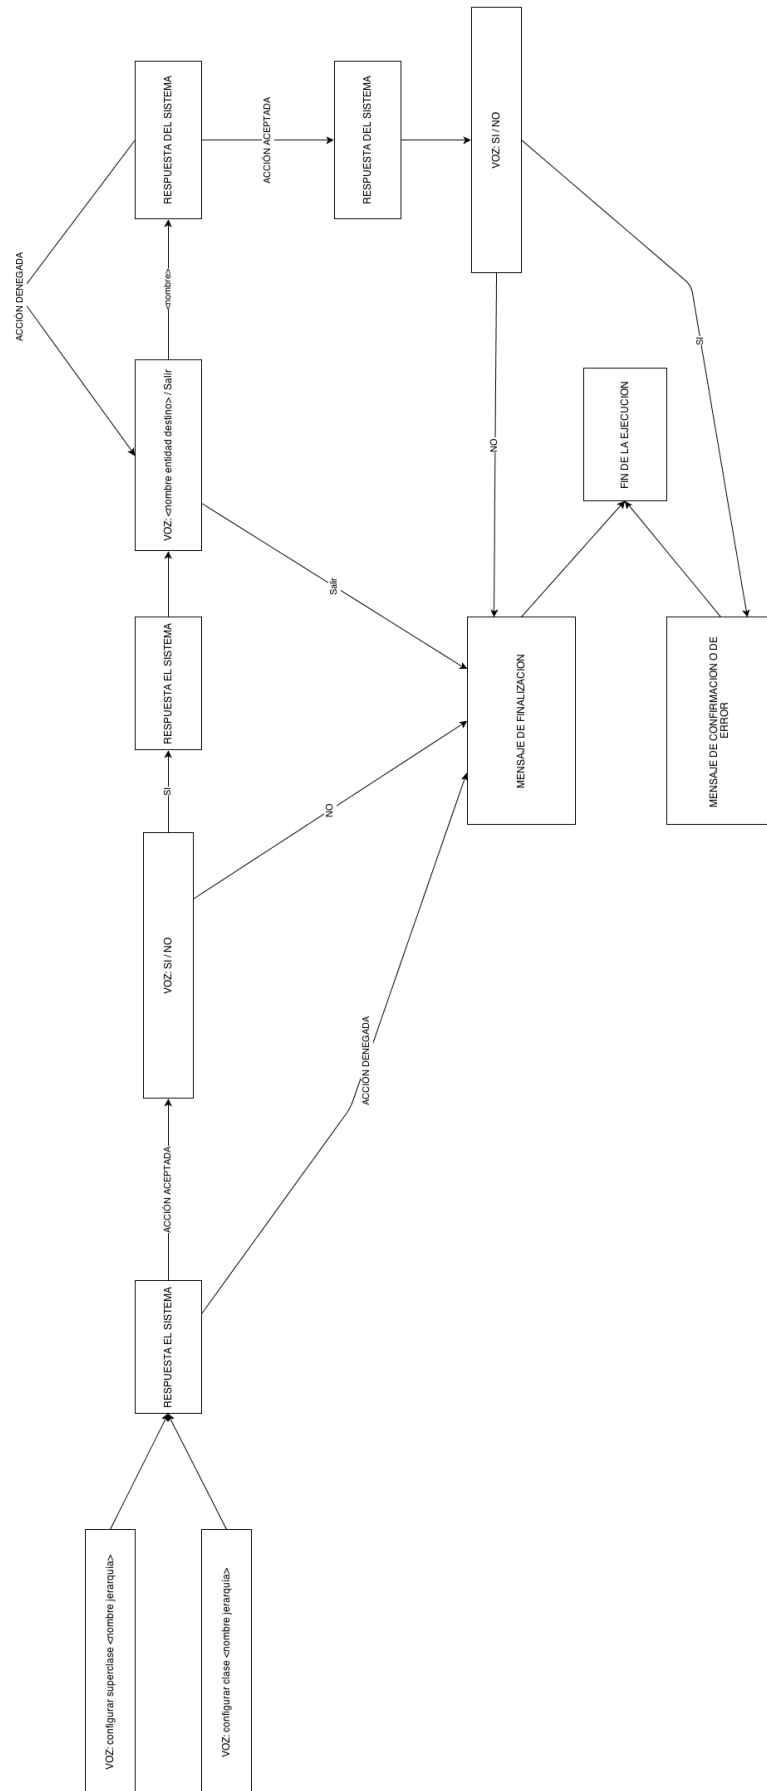 VOZ: configurar superclase <nombre jerarquía>
VOZ: configurar clase <nombre jerarquía>
RESPUESTA EL SISTEMA
ACCIÓN ACEPTADA
ACCIÓN DENEGADA
VOZ: SI / NO
SI
NO
RESPUESTA EL SISTEMA
VOZ: <nombre entidad destino> / Salir
Salir
<nombre>
ACCIÓN DENEGADA
RESPUESTA DEL SISTEMA
ACCIÓN ACEPTADA
RESPUESTA DEL SISTEMA
VOZ: SI / NO
NO
SI
MENSAJE DE FINALIZACION
MENSAJE DE CONFIRMACION O DE
ERROR
FIN DE LA EJECUCION